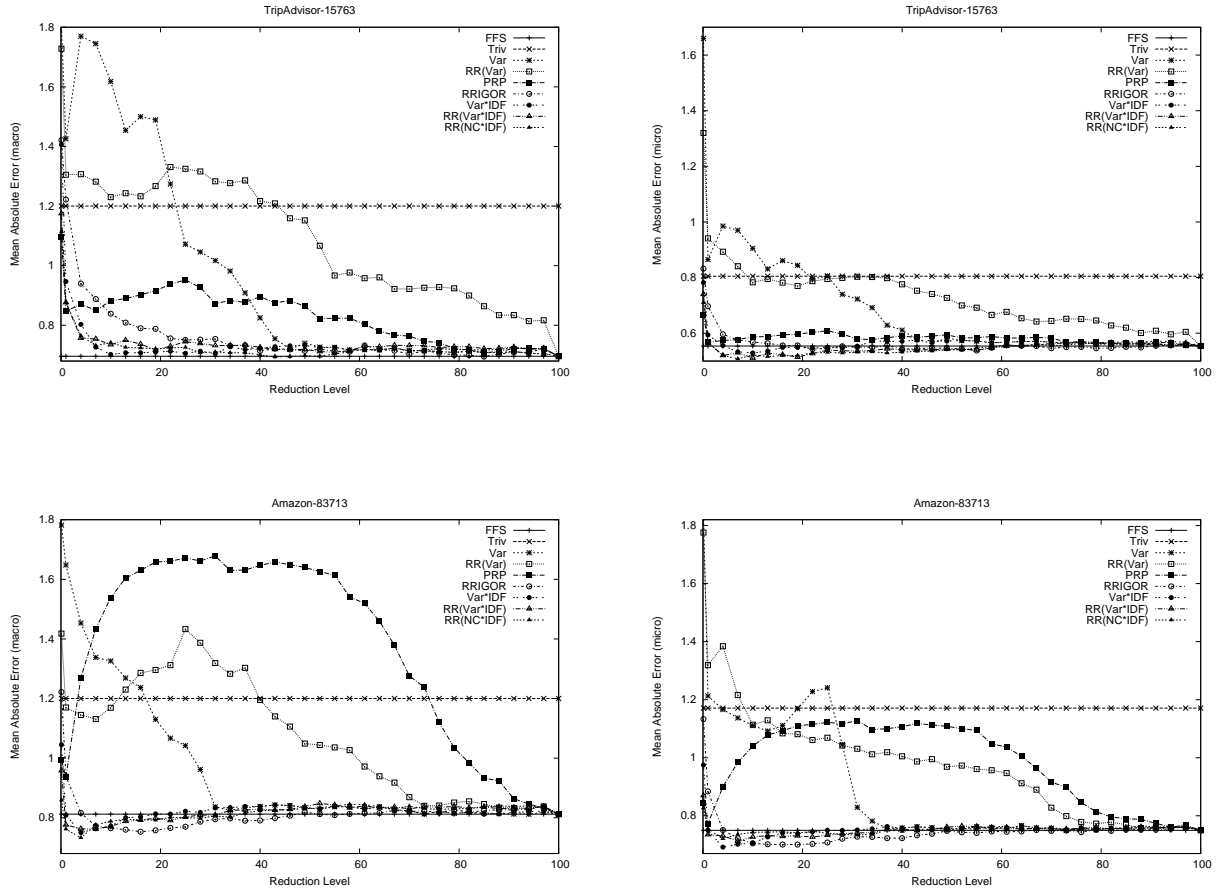 TripAdvisor-15763
1.8
1.6
1.4
1.2
1
0.8
Mean Absolute Error (macro)
FFS
Triv
Var
RR(Var)
PRP
RRIGOR
Var*IDF
RR(Var*IDF)
RR(NC*IDF)
0 20 40 60 80 100
Reduction Level
TripAdvisor-15763
1.6
1.4
1.2
1
0.8
0.6
Mean Absolute Error (micro)
FFS
Triv
Var
RR(Var)
PRP
RRIGOR
Var*IDF
RR(Var*IDF)
RR(NC*IDF)
0 20 40 60 80 100
Reduction Level
Amazon-83713
1.8
1.6
1.4
1.2
1
0.8
Mean Absolute Error (macro)
FFS
Triv
Var
RR(Var)
PRP
RRIGOR
Var*IDF
RR(Var*IDF)
RR(NC*IDF)
0 20 40 60 80 100
Reduction Level
Amazon-83713
1.8
1.6
1.4
1.2
1
0.8
Mean Absolute Error (micro)
FFS
Triv
Var
RR(Var)
PRP
RRIGOR
Var*IDF
RR(Var*IDF)
RR(NC*IDF)
0 20 40 60 80 100
Reduction Level